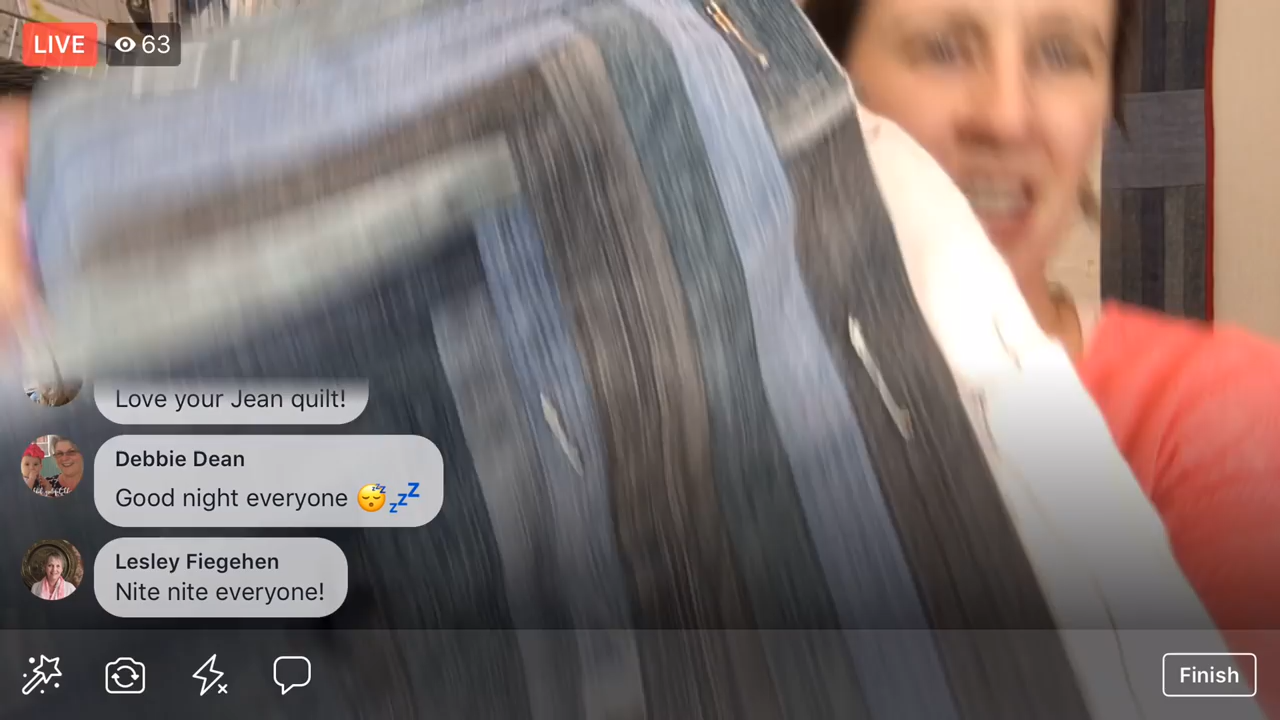 LIVE
63
Love your Jean quilt!
Debbie Dean
Good night everyone 😴💤
Lesley Fiegehen
Nite nite everyone!
Finish